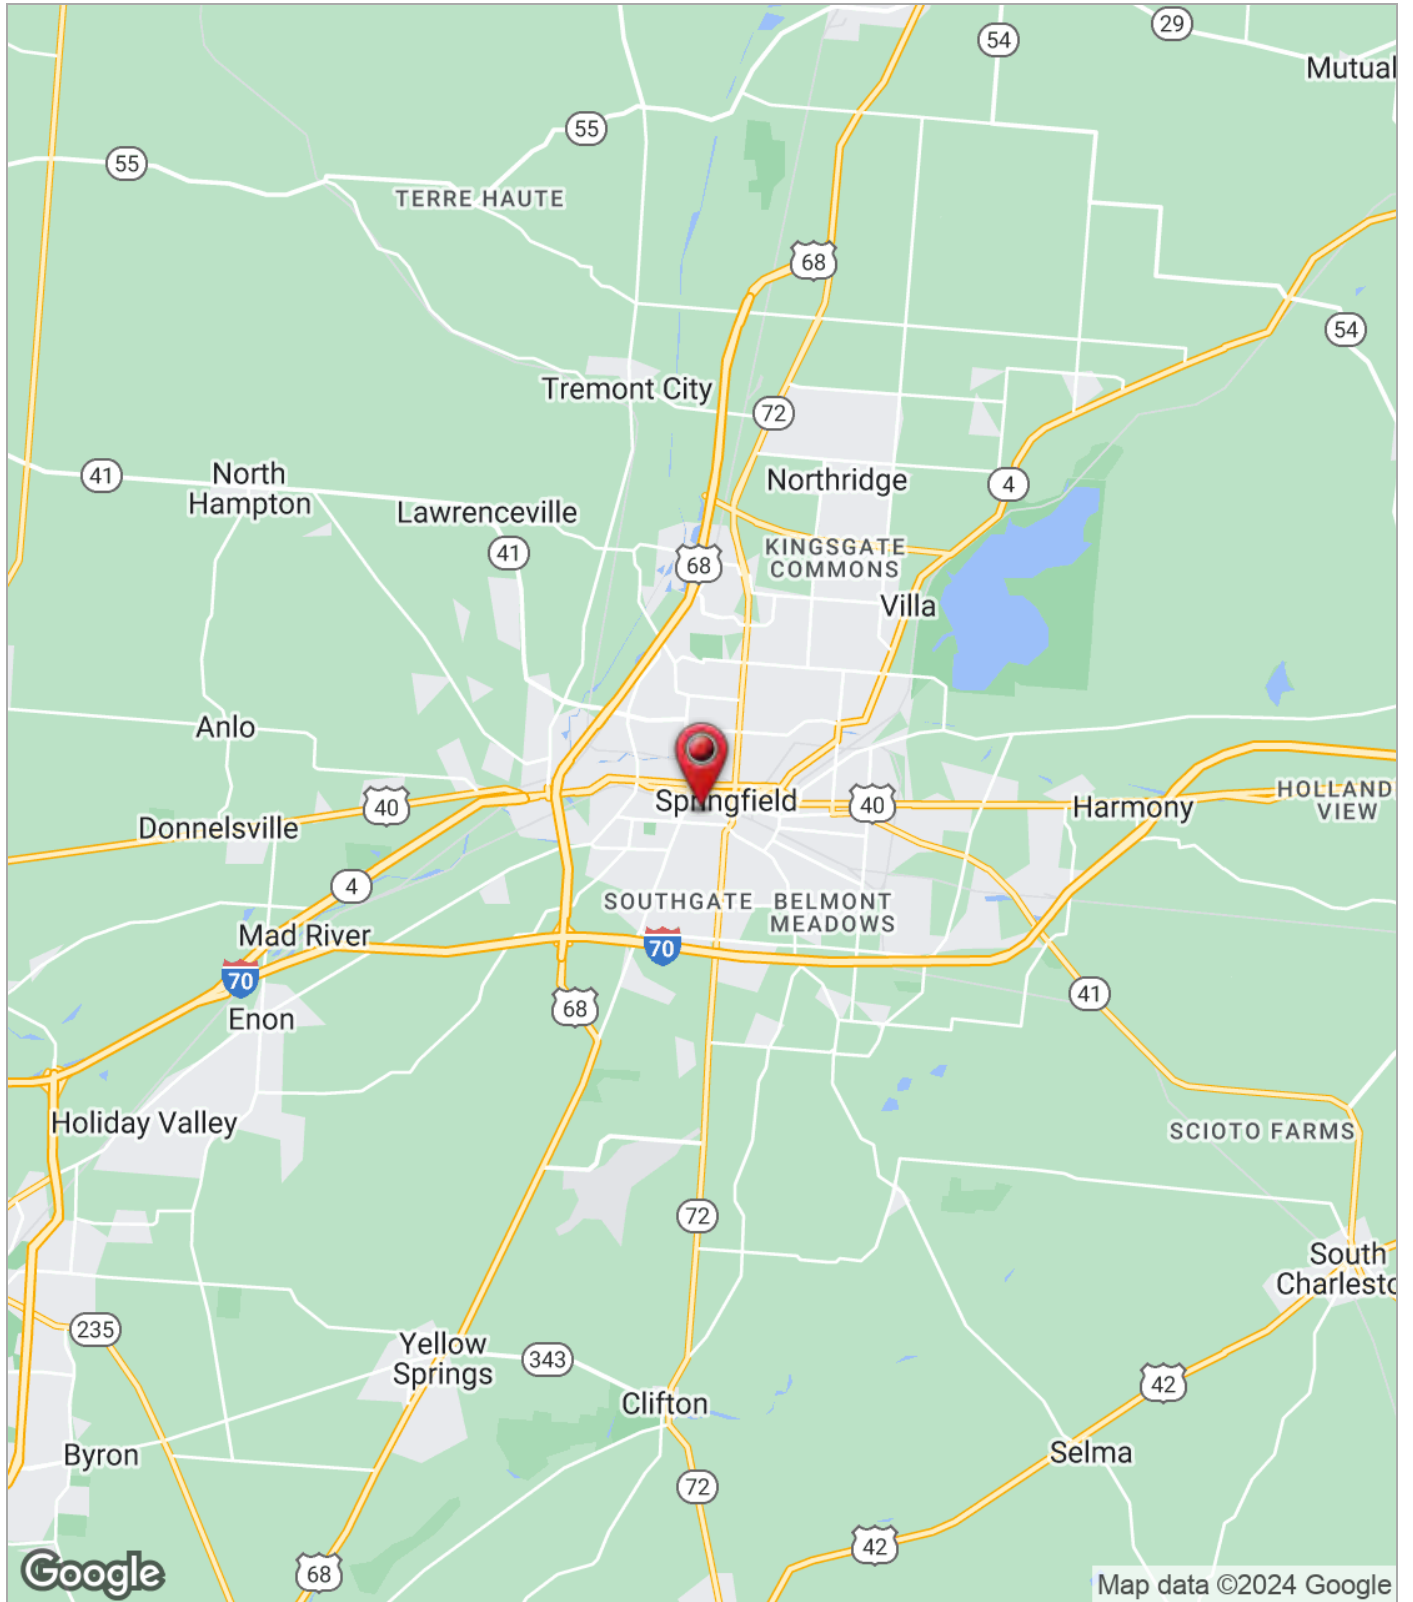 29
54
Mutual
55
55
TERRE HAUTE
68
54
Tremont City
72
41
North
Hampton
Northridge
4
Lawrenceville
41
KINGSGATE
COMMONS
68
Villa
Anlo
40
Springfield
40
Harmony
HOLLAND
VIEW
Donnelsville
4
SOUTHGATE
BELMONT
MEADOWS
Mad River
70
70
41
68
Enon
Holiday Valley
SCIOTO FARMS
72
South
Charlesto
235
Yellow
Springs
343
42
Clifton
Byron
Selma
72
42
68
Google
Map data ©2024 Google